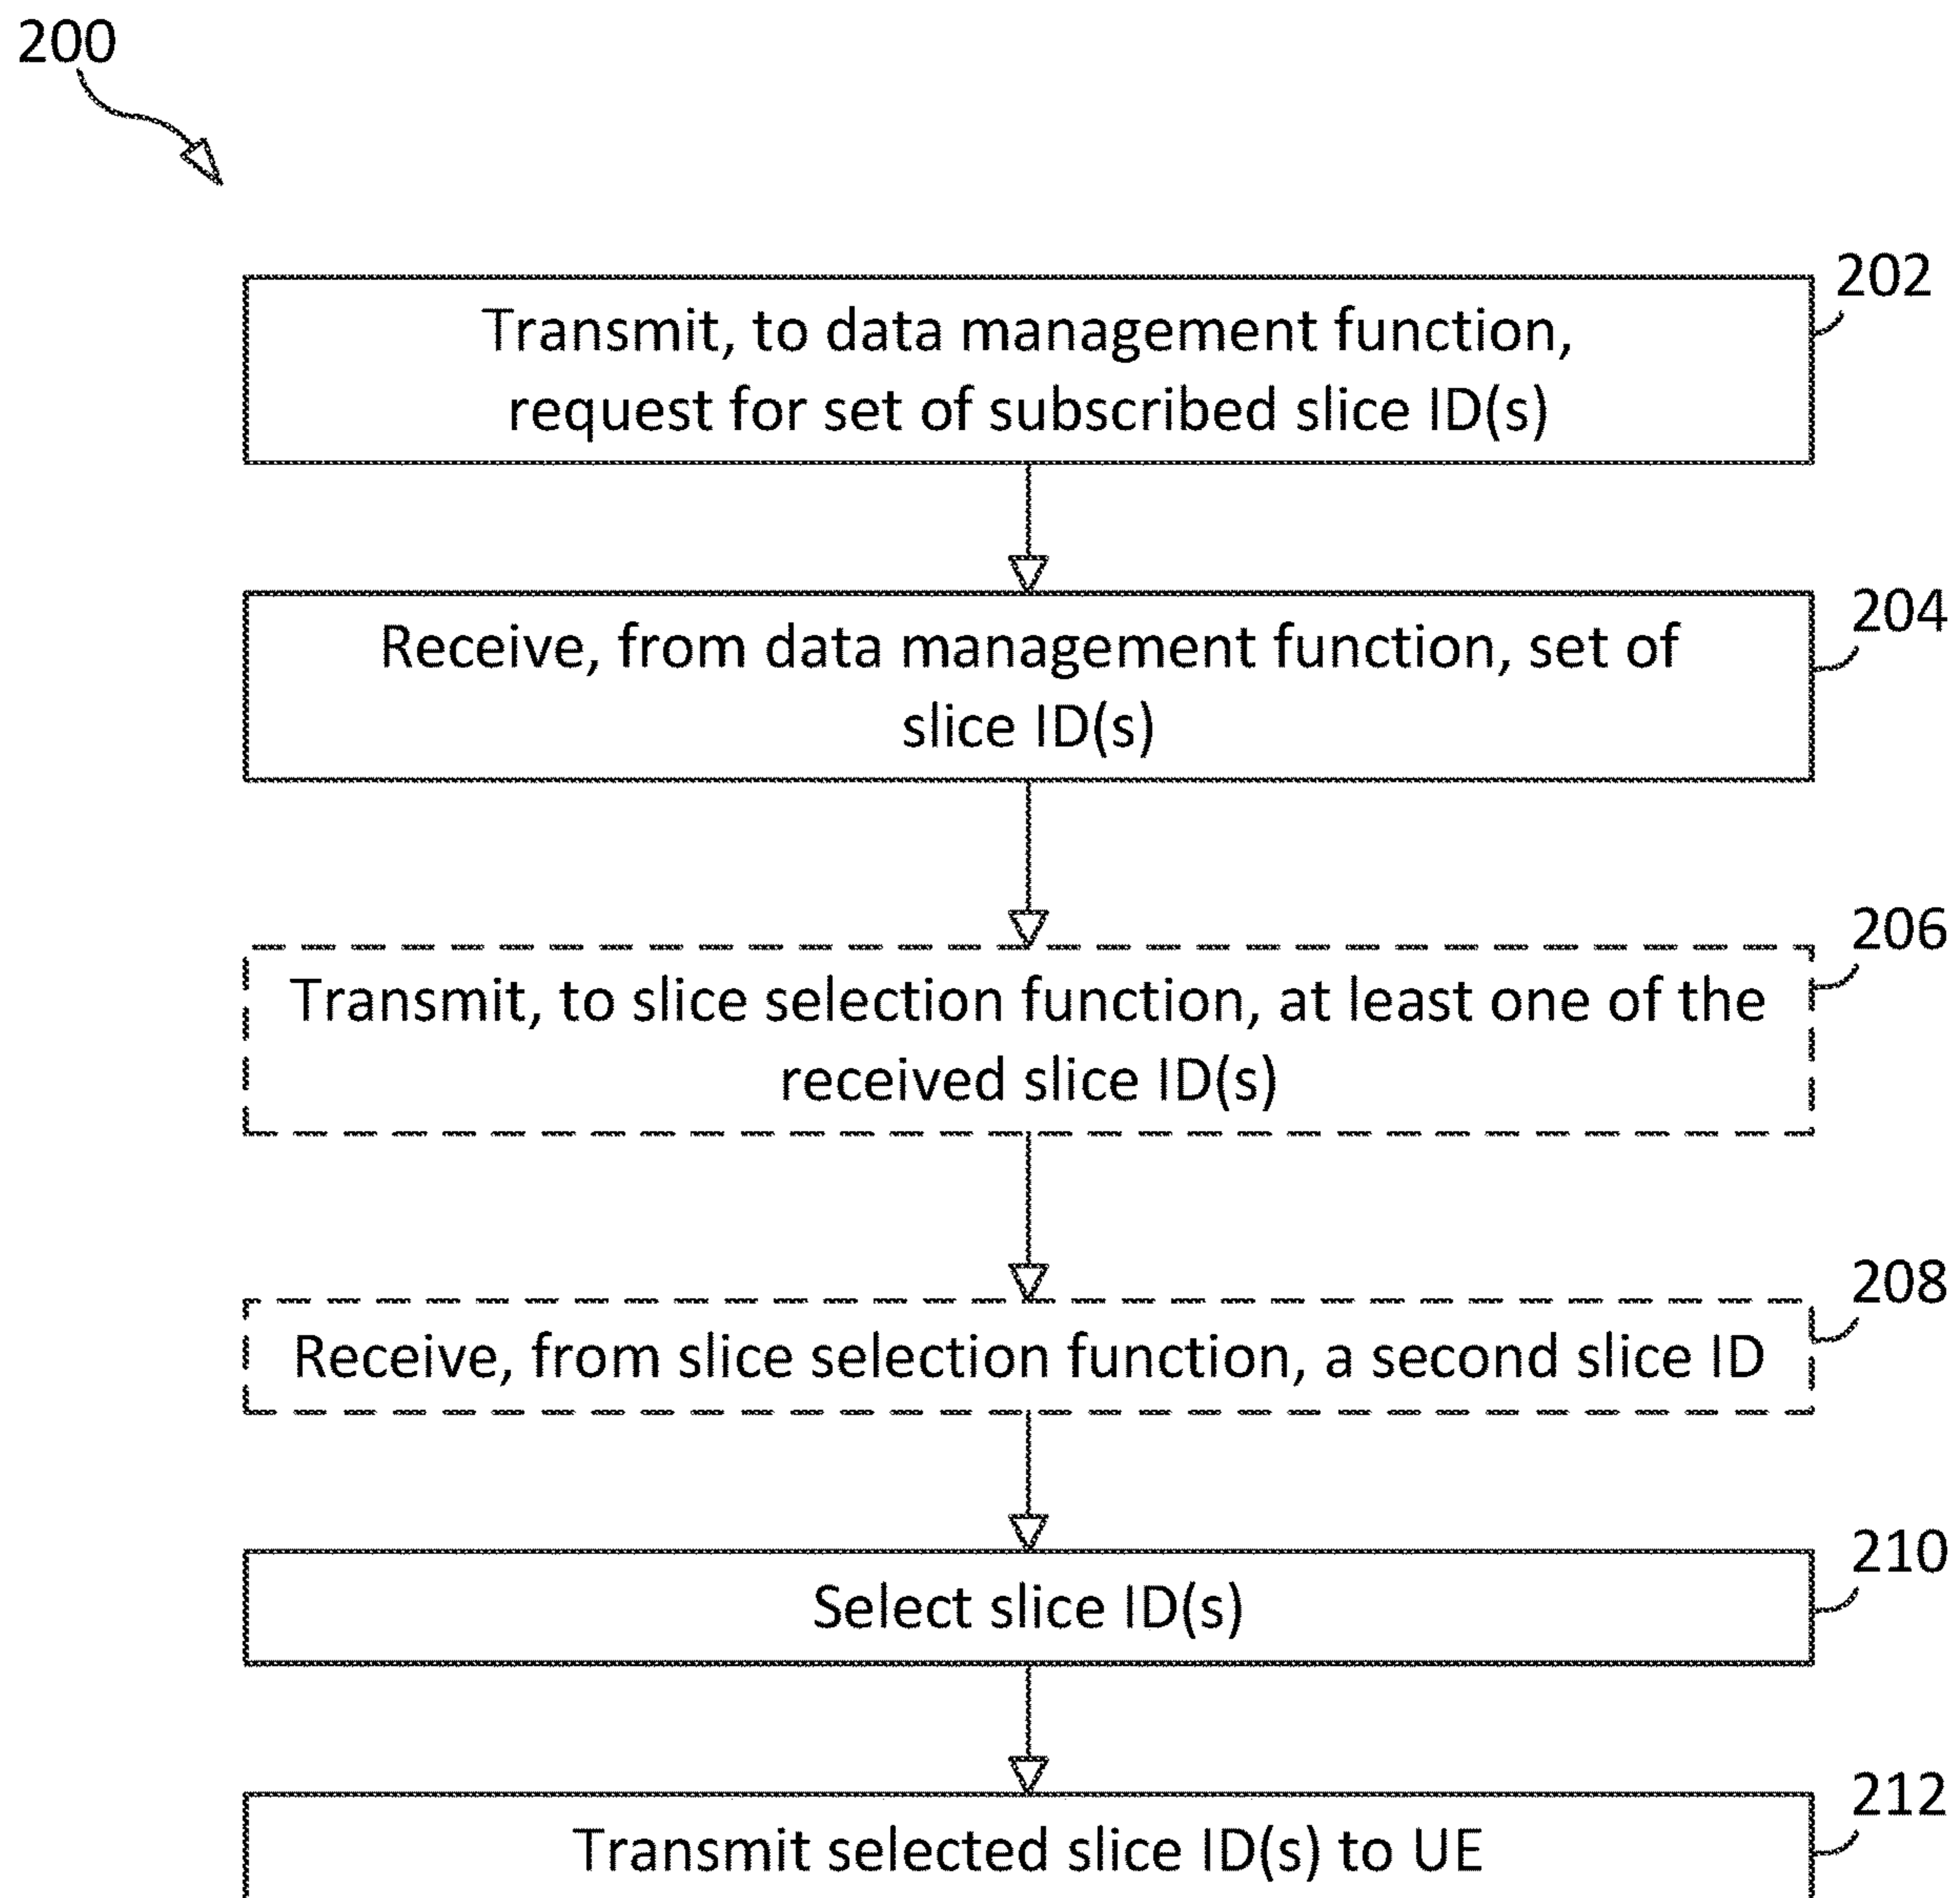 200
202
Transmit, to data management function,
request for set of subscribed slice ID(s)
204
Receive, from data management function, set of
slice ID(s)
206
Transmit, to slice selection function, at least one of the
received slice ID(s)
208
Receive, from slice selection function, a second slice ID
210
Select slice ID(s)
212
Transmit selected slice ID(s) to UE